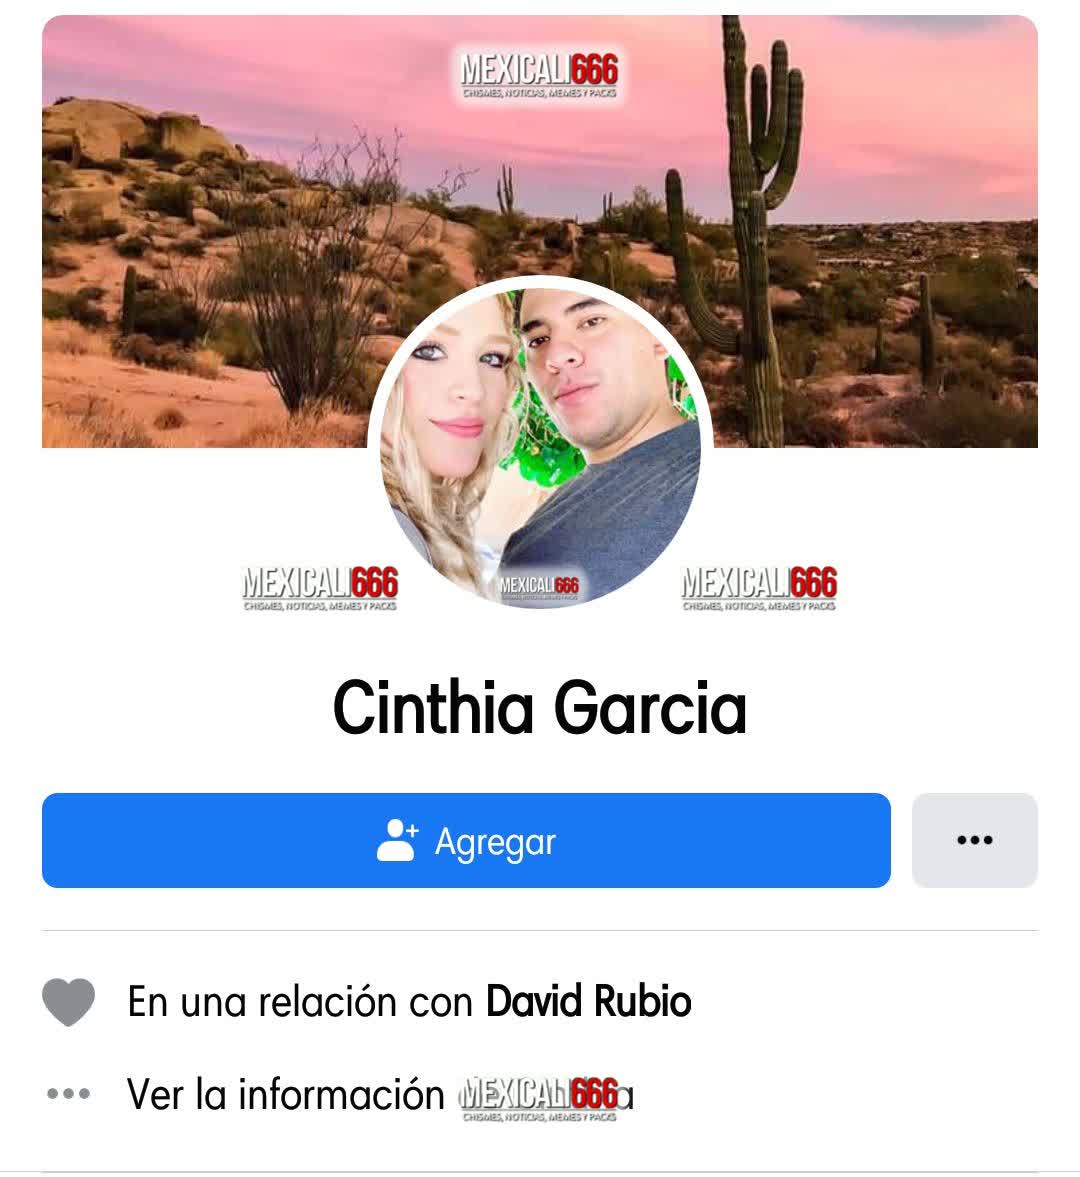 MEXICALI666
CHISMES, NOTICIAS, MEMES Y PACKS
MEXICALI666
MEXICALI666
CHISMES, NOTICIAS, MEMES Y PACKS
MEXICALI666
CHISMES, NOTICIAS, MEMES Y PACKS
Cinthia Garcia
Agregar
En una relación con David Rubio
Ver la información
MEXICALI666
CHISMES, NOTICIAS, MEMES Y PACKS